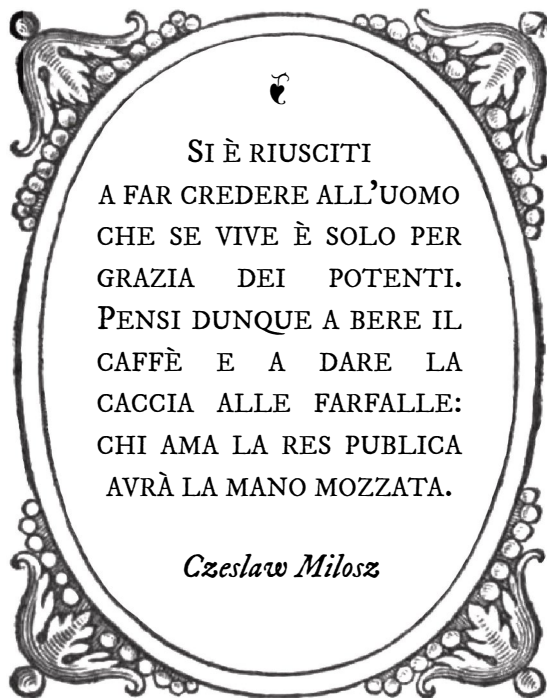 Si è riusciti
a far credere all'uomo
che se vive è solo per
grazia dei potenti.
Pensi dunque a bere il
caffè e a dare la
caccia alle farfalle:
chi ama la res publica
avrà la mano mozzata.
Czeslaw Milosz